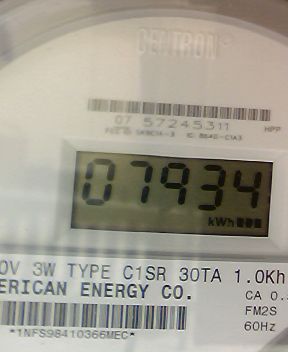 CENTRON
07 57245311
HPP
07934
kWh
0V 3W TYPE C1SR 30TA 1.0Kh
ERICAN ENERGY CO.
CA 0.
FM2S
60Hz
*1NFS98410366MEC*